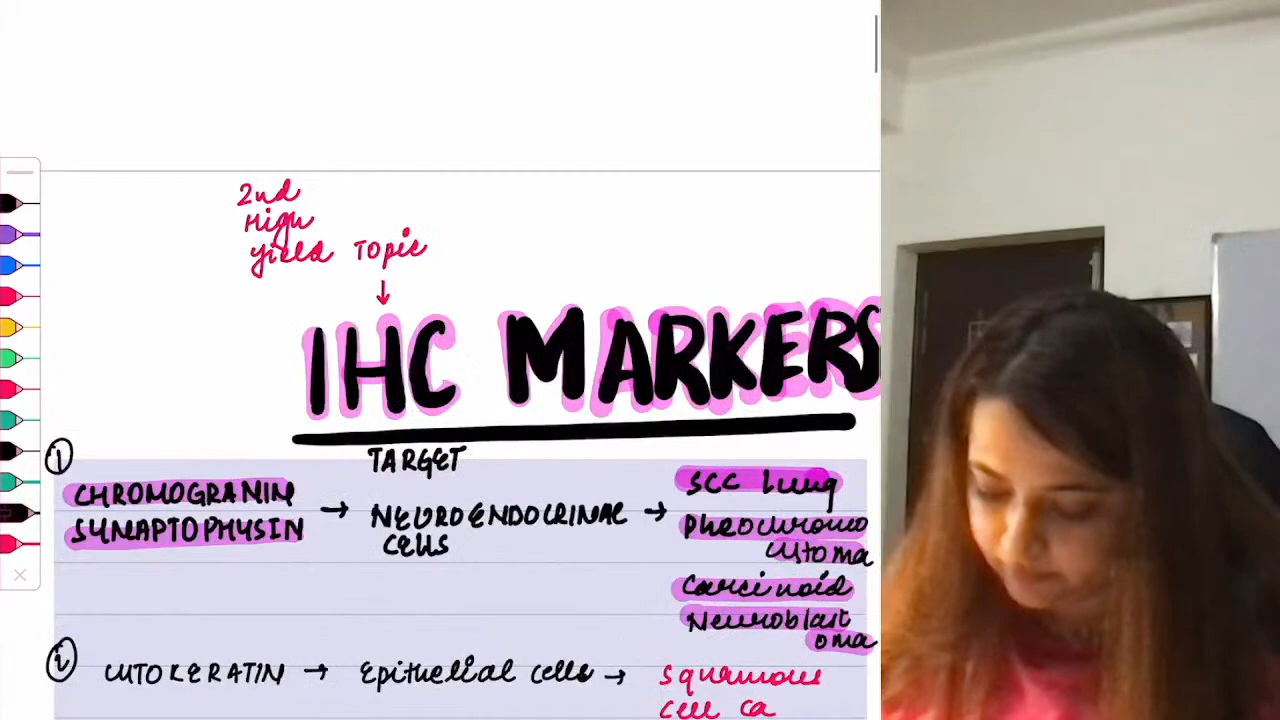 2nd
High
yield Topic
↓
IHC MARKERS
TARGET
① CHROMOGRANIN
SYNAPTOPHYSIN → NEUROENDOCRINAL CELLS → SCC Lung
Pheochromo
cytoma
Carcinoid
Neuroblast
oma
CYTOKERATIN → Epithelial cells → Squamous
cell ca